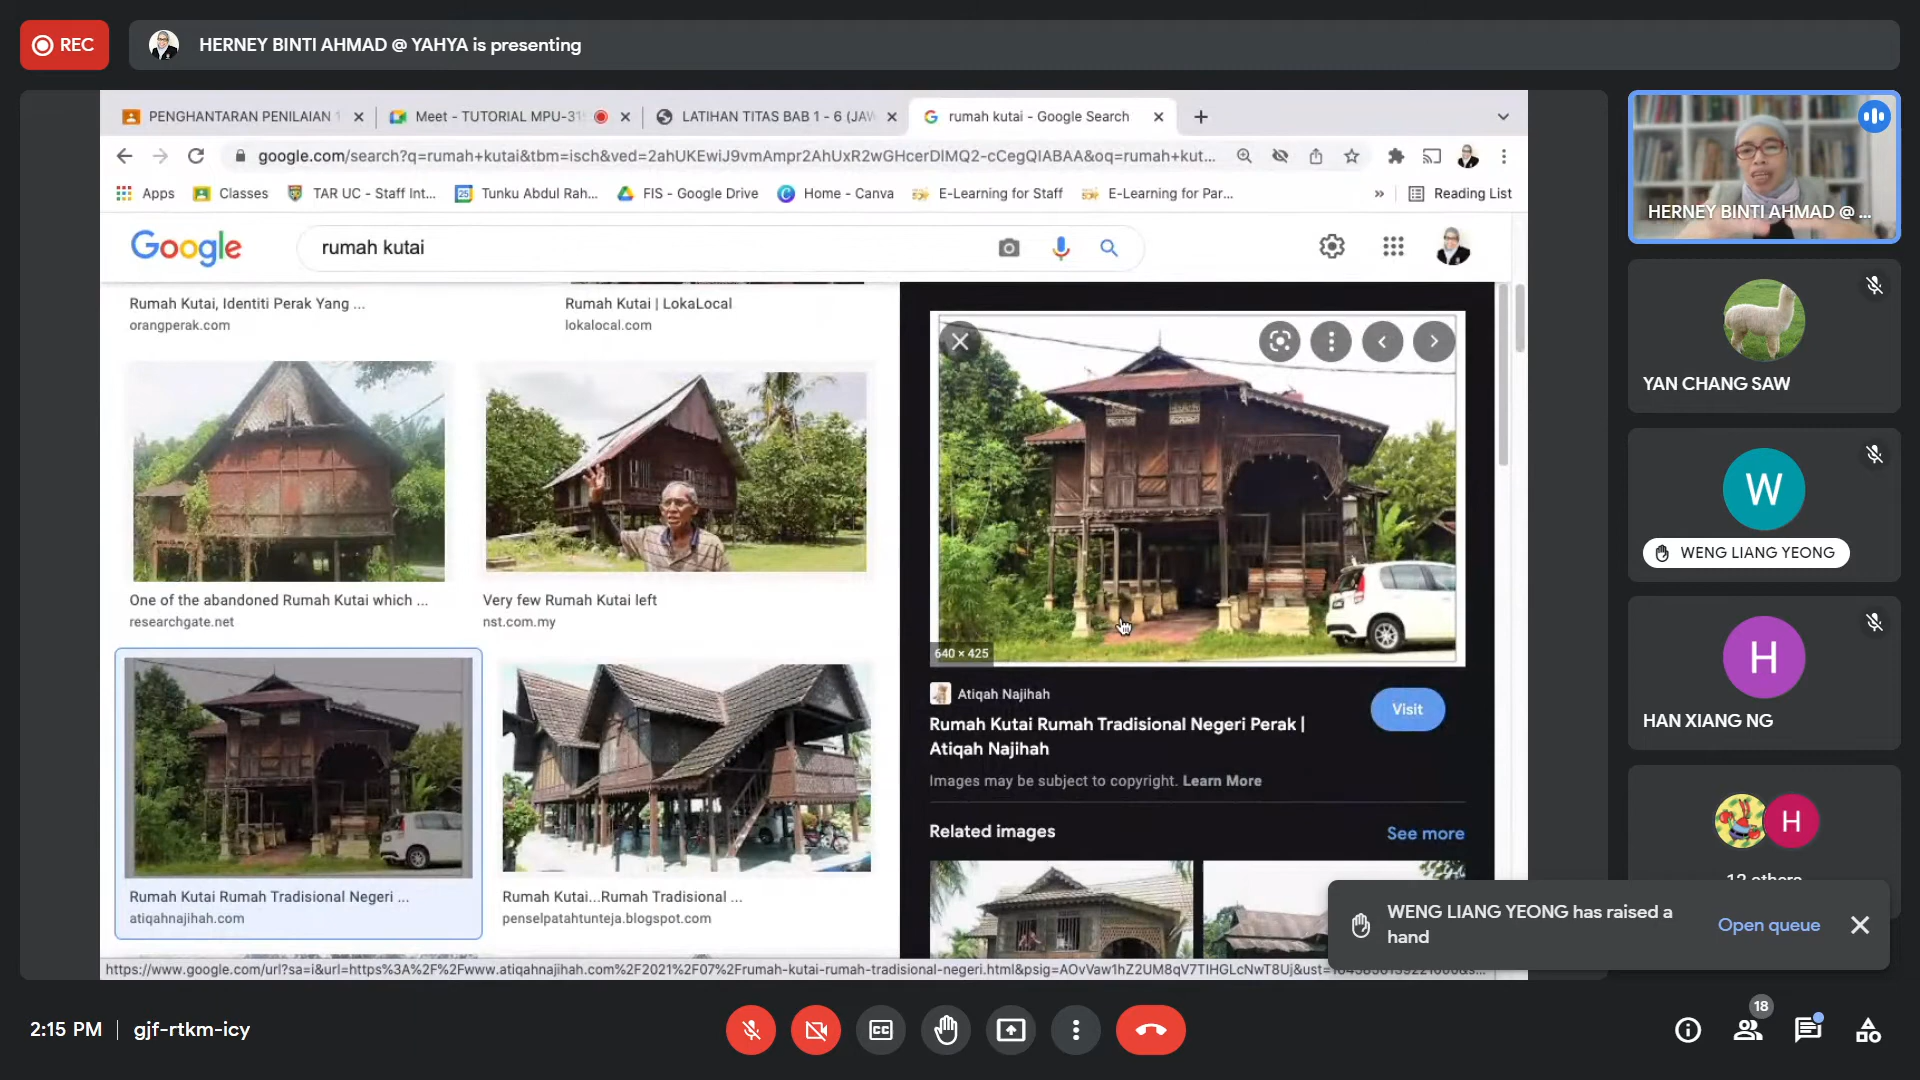 REC
HERNEY BINTI AHMAD @ YAHYA is presenting
PENGHANTARAN PENILAIAN 1
Meet - TUTORIAL MPU-31
LATIHAN TITAS BAB 1 - 6 (JAW
rumah kutai - Google Search
google.com/search?q=rumah+kutai&tbm=isch&ved=2ahUKEwiJ9vmAmpr2AhUxR2wGHcerDlMQ2-cCegQIABAA&oq=rumah+kut...
Apps
Classes
TAR UC - Staff Int...
Tunku Abdul Rah...
FIS - Google Drive
Home - Canva
E-Learning for Staff
E-Learning for Par...
»
Reading List
Google
rumah kutai
Rumah Kutai, Identiti Perak Yang ...
orangperak.com
Rumah Kutai | LokaLocal
lokalocal.com
One of the abandoned Rumah Kutai which ...
researchgate.net
Very few Rumah Kutai left
nst.com.my
Rumah Kutai Rumah Tradisional Negeri ...
atiqahnajihah.com
Rumah Kutai...Rumah Tradisional ...
penselpatahtunteja.blogspot.com
640 × 425
Atiqah Najihah
Rumah Kutai Rumah Tradisional Negeri Perak |
Atiqah Najihah
Visit
Images may be subject to copyright. Learn More
Related images
See more
HERNEY BINTI AHMAD @ ...
YAN CHANG SAW
W
WENG LIANG YEONG
H
HAN XIANG NG
H
12 others
WENG LIANG YEONG has raised a
hand
Open queue
2:15 PM | gjf-rtkm-icy
CC
18